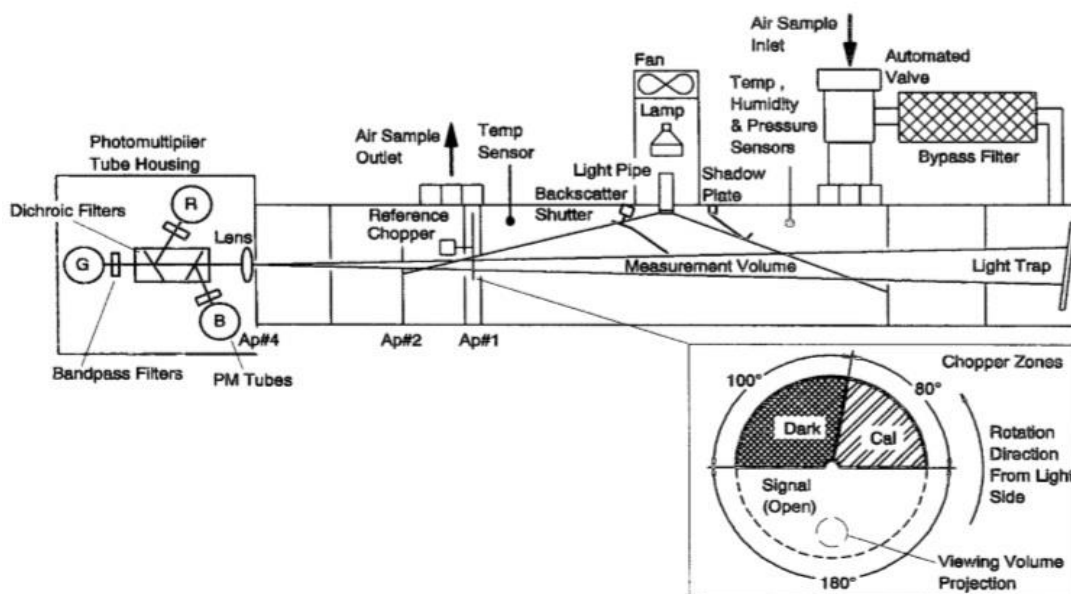 Air Sample
Inlet
Automated
Valve
Fan
Lamp
Temp ,
Humidity
& Pressure
Sensors
Bypass Filter
Photomultiplier
Tube Housing
Air Sample
Outlet
Temp
Sensor
Light Pipe
Backscatter
Shutter
Shadow
Plate
Dichroic Filters
R
Reference
Chopper
Lens
G
Measurement Volume
Light Trap
B
Ap#4
Ap#2
Ap#1
Bandpass Filters
PM Tubes
Chopper Zones
100°
80°
Dark
Cal
Rotation
Direction
From Light
Side
Signal
(Open)
180°
Viewing Volume
Projection